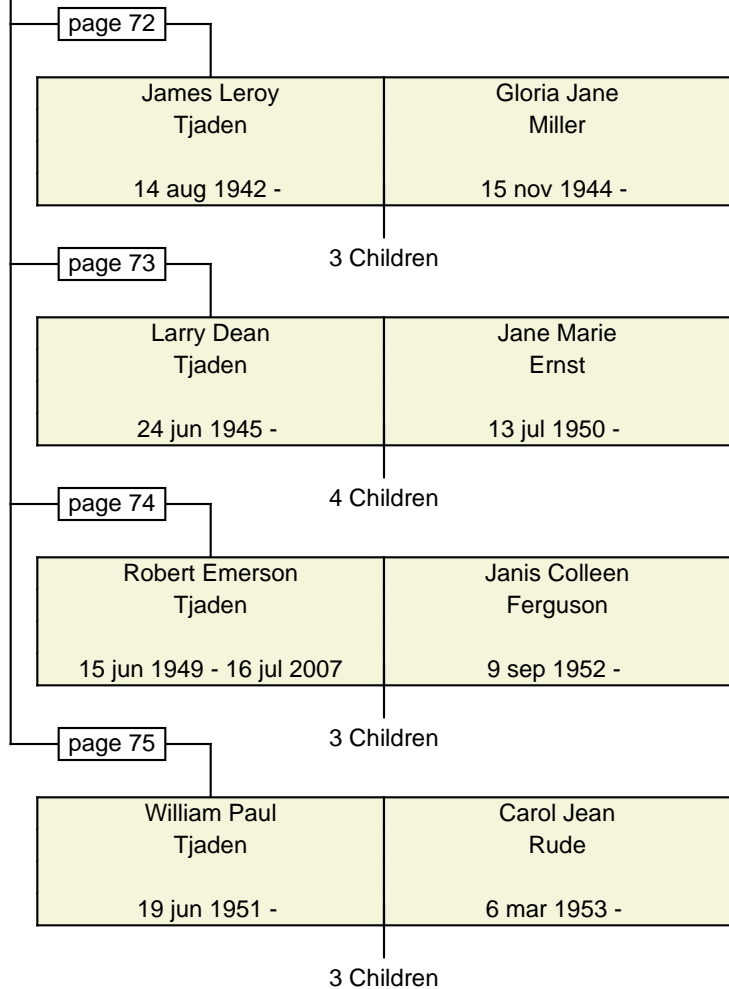 page 72
James Leroy
Tjaden
14 aug 1942 -
Gloria Jane
Miller
15 nov 1944 -
3 Children
page 73
Larry Dean
Tjaden
24 jun 1945 -
Jane Marie
Ernst
13 jul 1950 -
4 Children
page 74
Robert Emerson
Tjaden
15 jun 1949 - 16 jul 2007
Janis Colleen
Ferguson
9 sep 1952 -
3 Children
page 75
William Paul
Tjaden
19 jun 1951 -
Carol Jean
Rude
6 mar 1953 -
3 Children